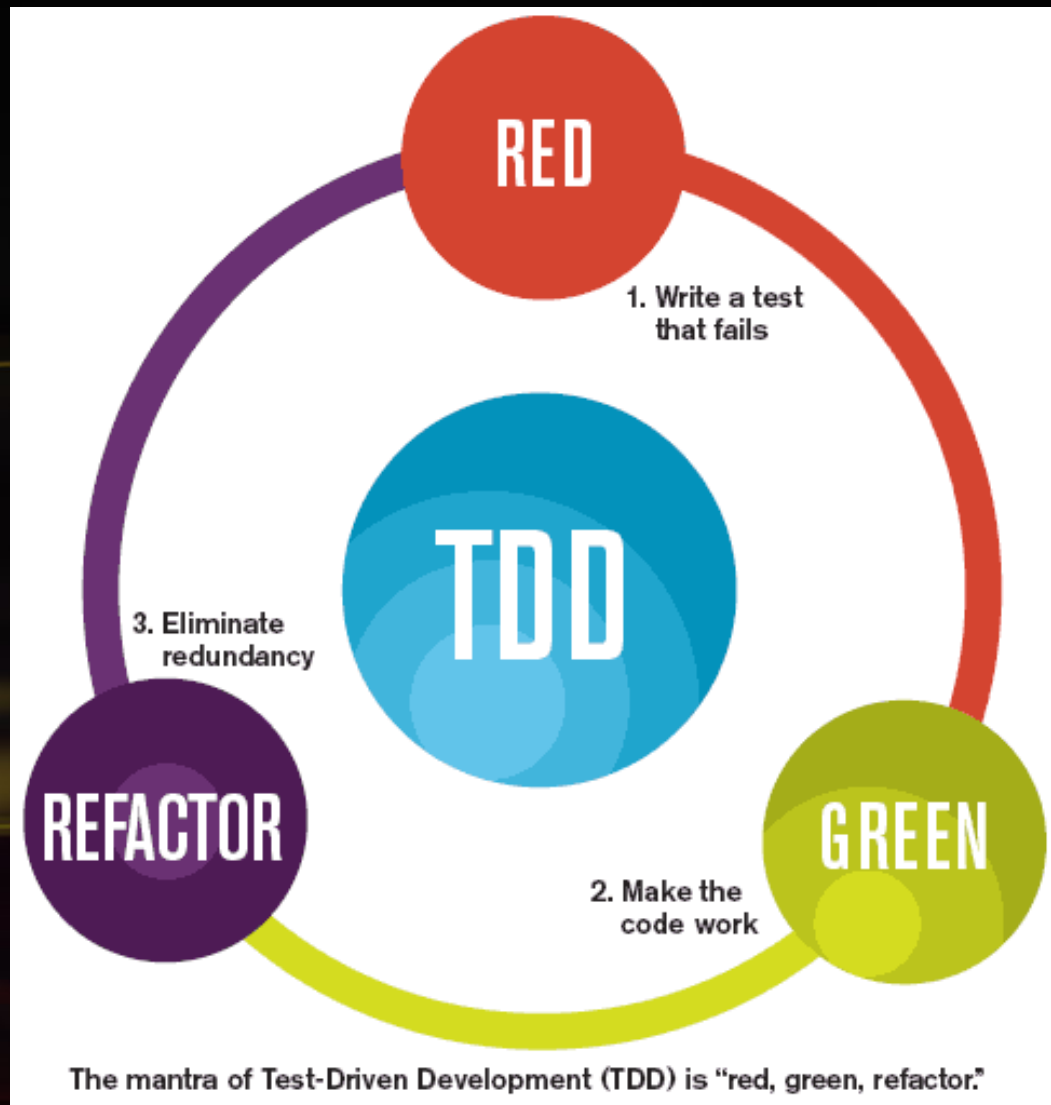 RED
1. Write a test
that fails
TDD
3. Eliminate
redundancy
REFACTOR
GREEN
2. Make the
code work
The mantra of Test-Driven Development (TDD) is “red, green, refactor.”